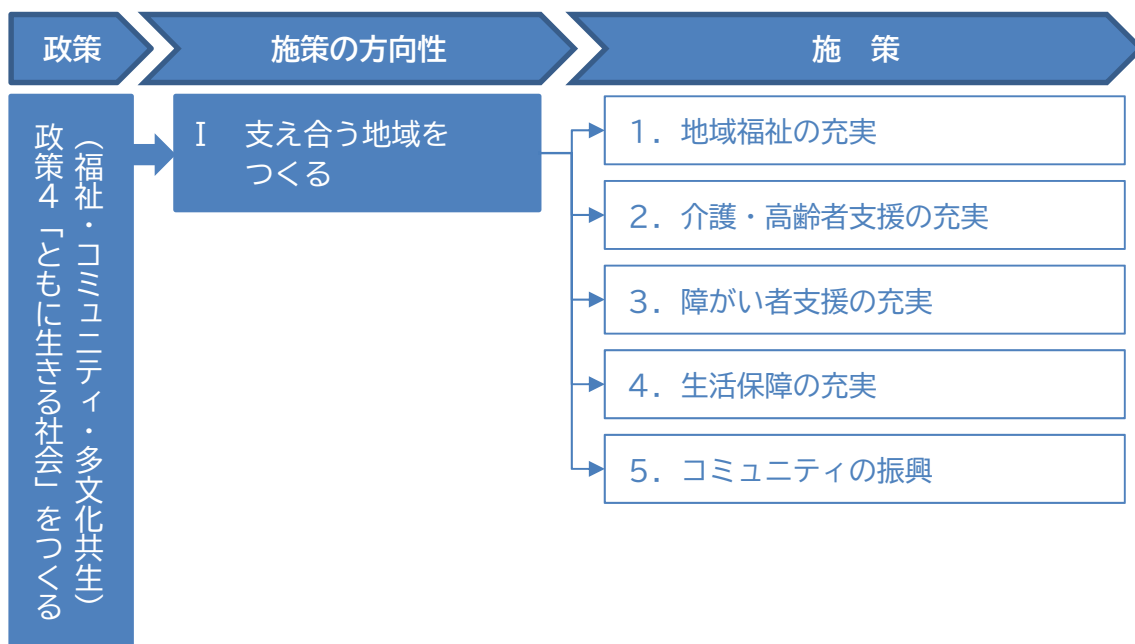 政策
施策の方向性
施 策
政策4「ともに生きる社会」をつくる
（福祉・コミュニティ・多文化共生）
Ⅰ 支え合う地域を
つくる
1．地域福祉の充実
2．介護・高齢者支援の充実
3．障がい者支援の充実
4．生活保障の充実
5．コミュニティの振興